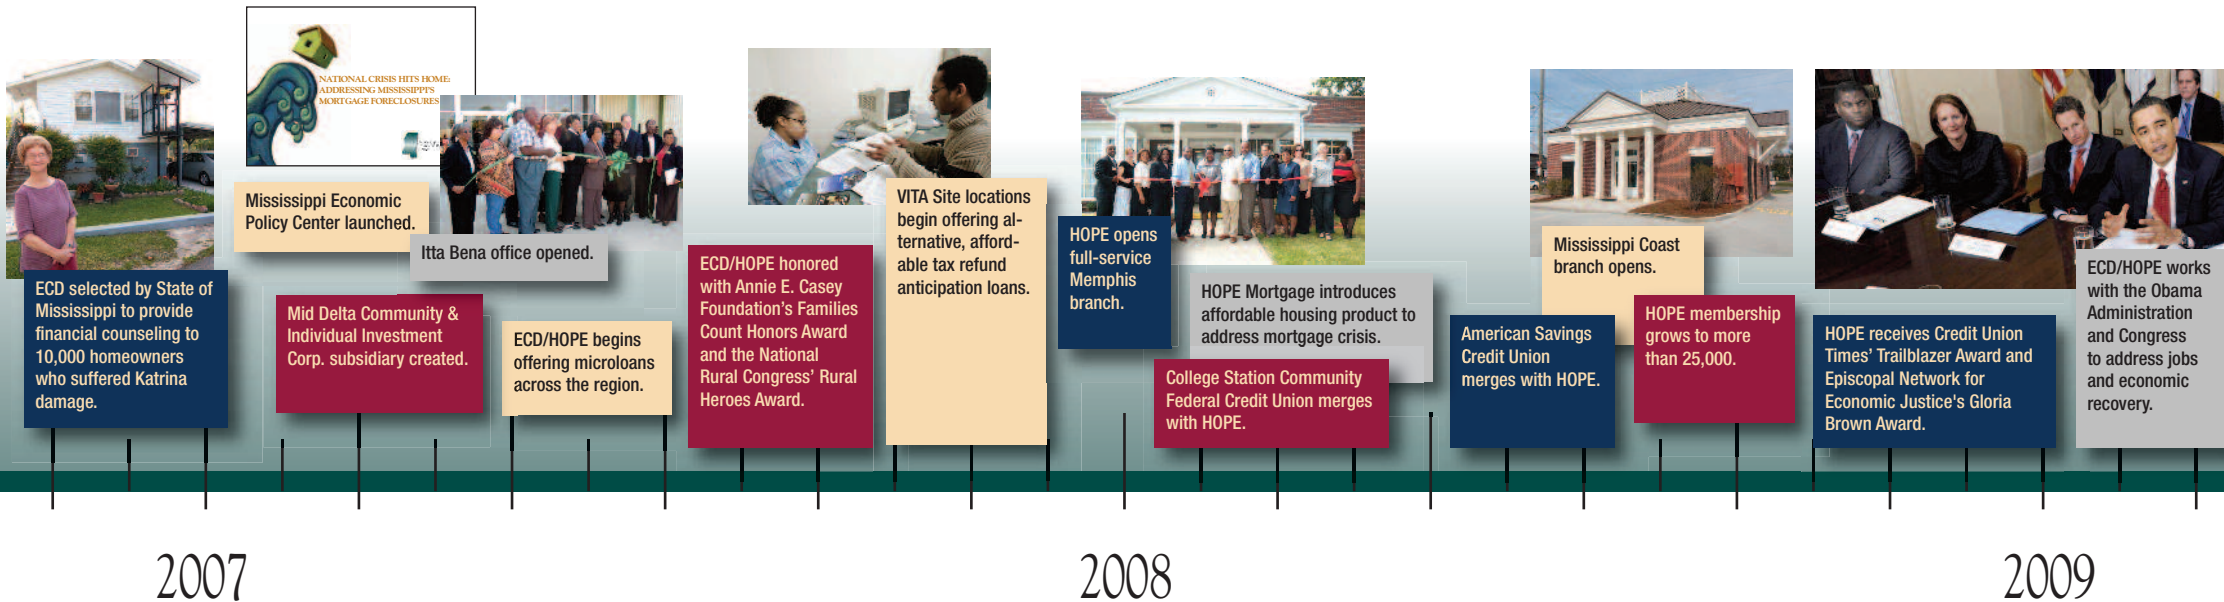 NATIONAL CRISIS HITS HOME:
ADDRESSING MISSISSIPPI'S
MORTGAGE FORECLOSURES
ECD selected by State of
Mississippi to provide
financial counseling to
10,000 homeowners
who suffered Katrina
damage.
Mississippi Economic
Policy Center launched.
Mid Delta Community &
Individual Investment
Corp. subsidiary created.
Itta Bena office opened.
ECD/HOPE begins
offering microloans
across the region.
ECD/HOPE honored
with Annie E. Casey
Foundation’s Families
Count Honors Award
and the National
Rural Congress’ Rural
Heroes Award.
VITA Site locations
begin offering al-
ternative, afford-
able tax refund
anticipation loans.
HOPE opens
full-service
Memphis
branch.
HOPE Mortgage introduces
affordable housing product to
address mortgage crisis.
College Station Community
Federal Credit Union merges
with HOPE.
American Savings
Credit Union
merges with HOPE.
Mississippi Coast
branch opens.
HOPE membership
grows to more
than 25,000.
HOPE receives Credit Union
Times’ Trailblazer Award and
Episcopal Network for
Economic Justice's Gloria
Brown Award.
ECD/HOPE works
with the Obama
Administration
and Congress
to address jobs
and economic
recovery.
2007
2008
2009